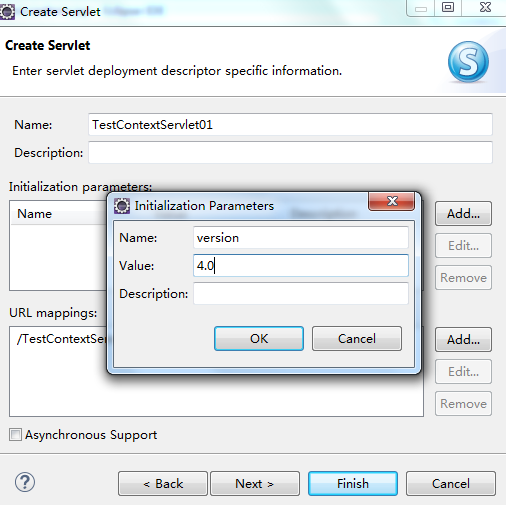 Create Servlet
Create Servlet
Enter servlet deployment descriptor specific information.
Name: TestContextServlet01
Description:
Initialization parameters:
Name
Add...
Edit...
Remove
Initialization Parameters
Name: version
Value: 4.0
Description:
OK Cancel
URL mappings:
/TestContextSer
Add...
Edit...
Remove
Asynchronous Support
? < Back Next > Finish Cancel